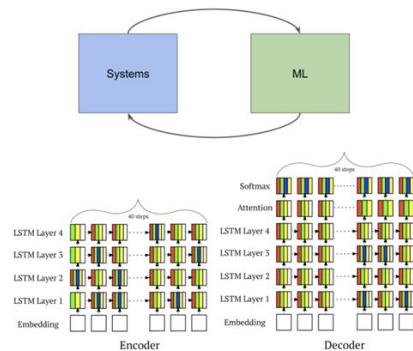 Systems
ML
40 steps
LSTM Layer 4
LSTM Layer 3
LSTM Layer 2
LSTM Layer 1
Embedding
Encoder
40 steps
Softmax
Attention
LSTM Layer 4
LSTM Layer 3
LSTM Layer 2
LSTM Layer 1
Embedding
Decoder